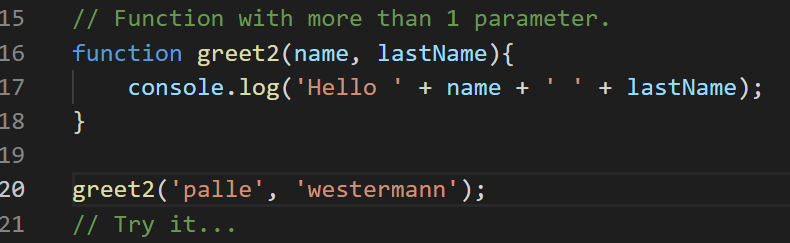 15 // Function with more than 1 parameter.
16 function greet2(name, lastName){
17     console.log('Hello ' + name + ' ' + lastName);
18 }
19
20 greet2('palle', 'westermann');
21 // Try it...